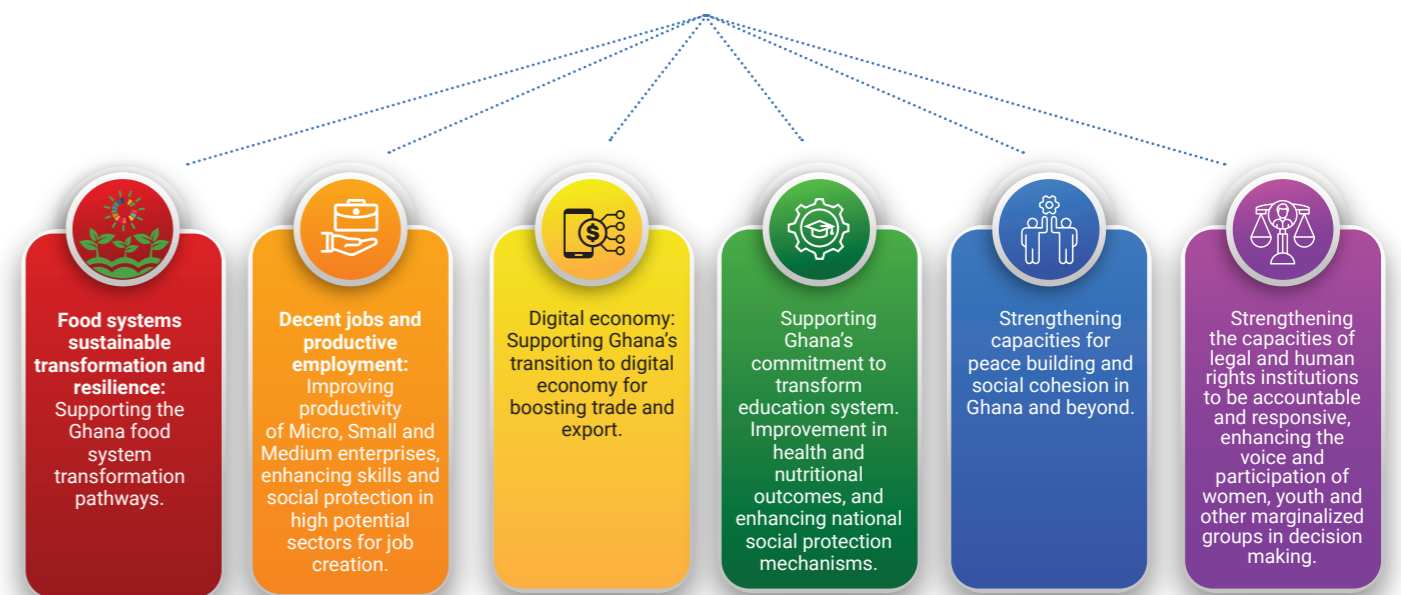 Food systems
sustainable
transformation and
resilience:
Supporting the
Ghana food
system
transformation
pathways.
Decent jobs and
productive
employment:
Improving
productivity
of Micro, Small and
Medium enterprises,
enhancing skills and
social protection in
high potential
sectors for job
creation.
Digital economy:
Supporting Ghana's
transition to digital
economy for
boosting trade and
export.
Supporting
Ghana's
commitment to
transform
education system.
Improvement in
health and
nutritional
outcomes, and
enhancing national
social protection
mechanisms.
Strengthening
capacities for
peace building and
social cohesion in
Ghana and beyond.
Strengthening
the capacities of
legal and human
rights institutions
to be accountable
and responsive,
enhancing the
voice and
participation of
women, youth and
other marginalized
groups in decision
making.